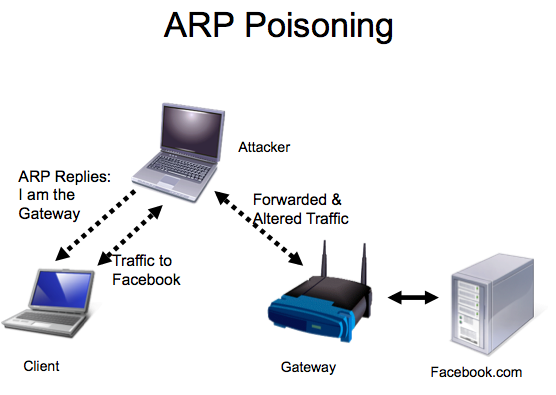 ARP Poisoning
Attacker
ARP Replies:
I am the
Gateway
Forwarded &
Altered Traffic
Traffic to
Facebook
Client
Gateway
Facebook.com